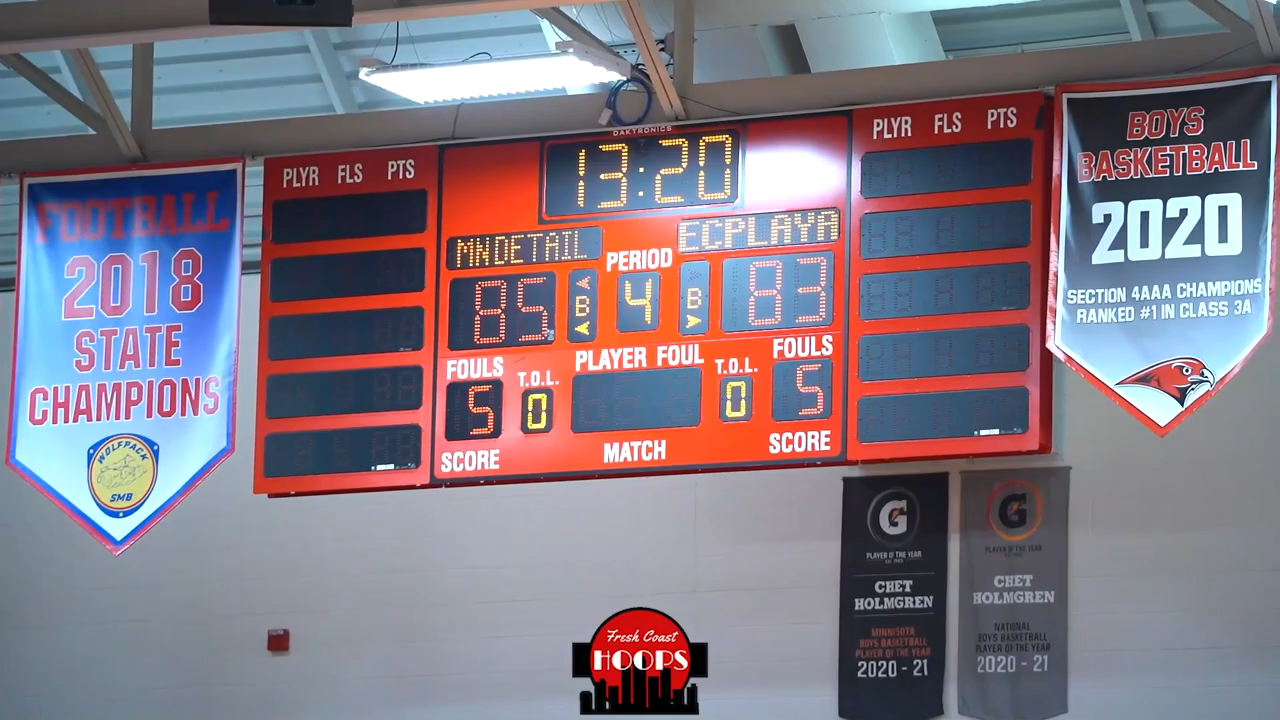 FOOTBALL
2018
STATE
CHAMPIONS
WOLFPACK
SMB
PLYR FLS PTS
DAKTRONICS
13:20
MNDETAIL
ECPLAYA
PERIOD
85
B
4
B
83
FOULS
T.O.L.
PLAYER FOUL
T.O.L.
FOULS
5
0
0
5
SCORE
MATCH
SCORE
PLYR FLS PTS
BOYS
BASKETBALL
2020
SECTION 4AAA CHAMPIONS
RANKED #1 IN CLASS 3A
G
PLAYER OF THE YEAR
CHET
HOLMGREN
MINNESOTA
BOYS BASKETBALL
PLAYER OF THE YEAR
2020 - 21
G
PLAYER OF THE YEAR
CHET
HOLMGREN
NATIONAL
BOYS BASKETBALL
PLAYER OF THE YEAR
2020 - 21
Fresh Coast
HOOPS